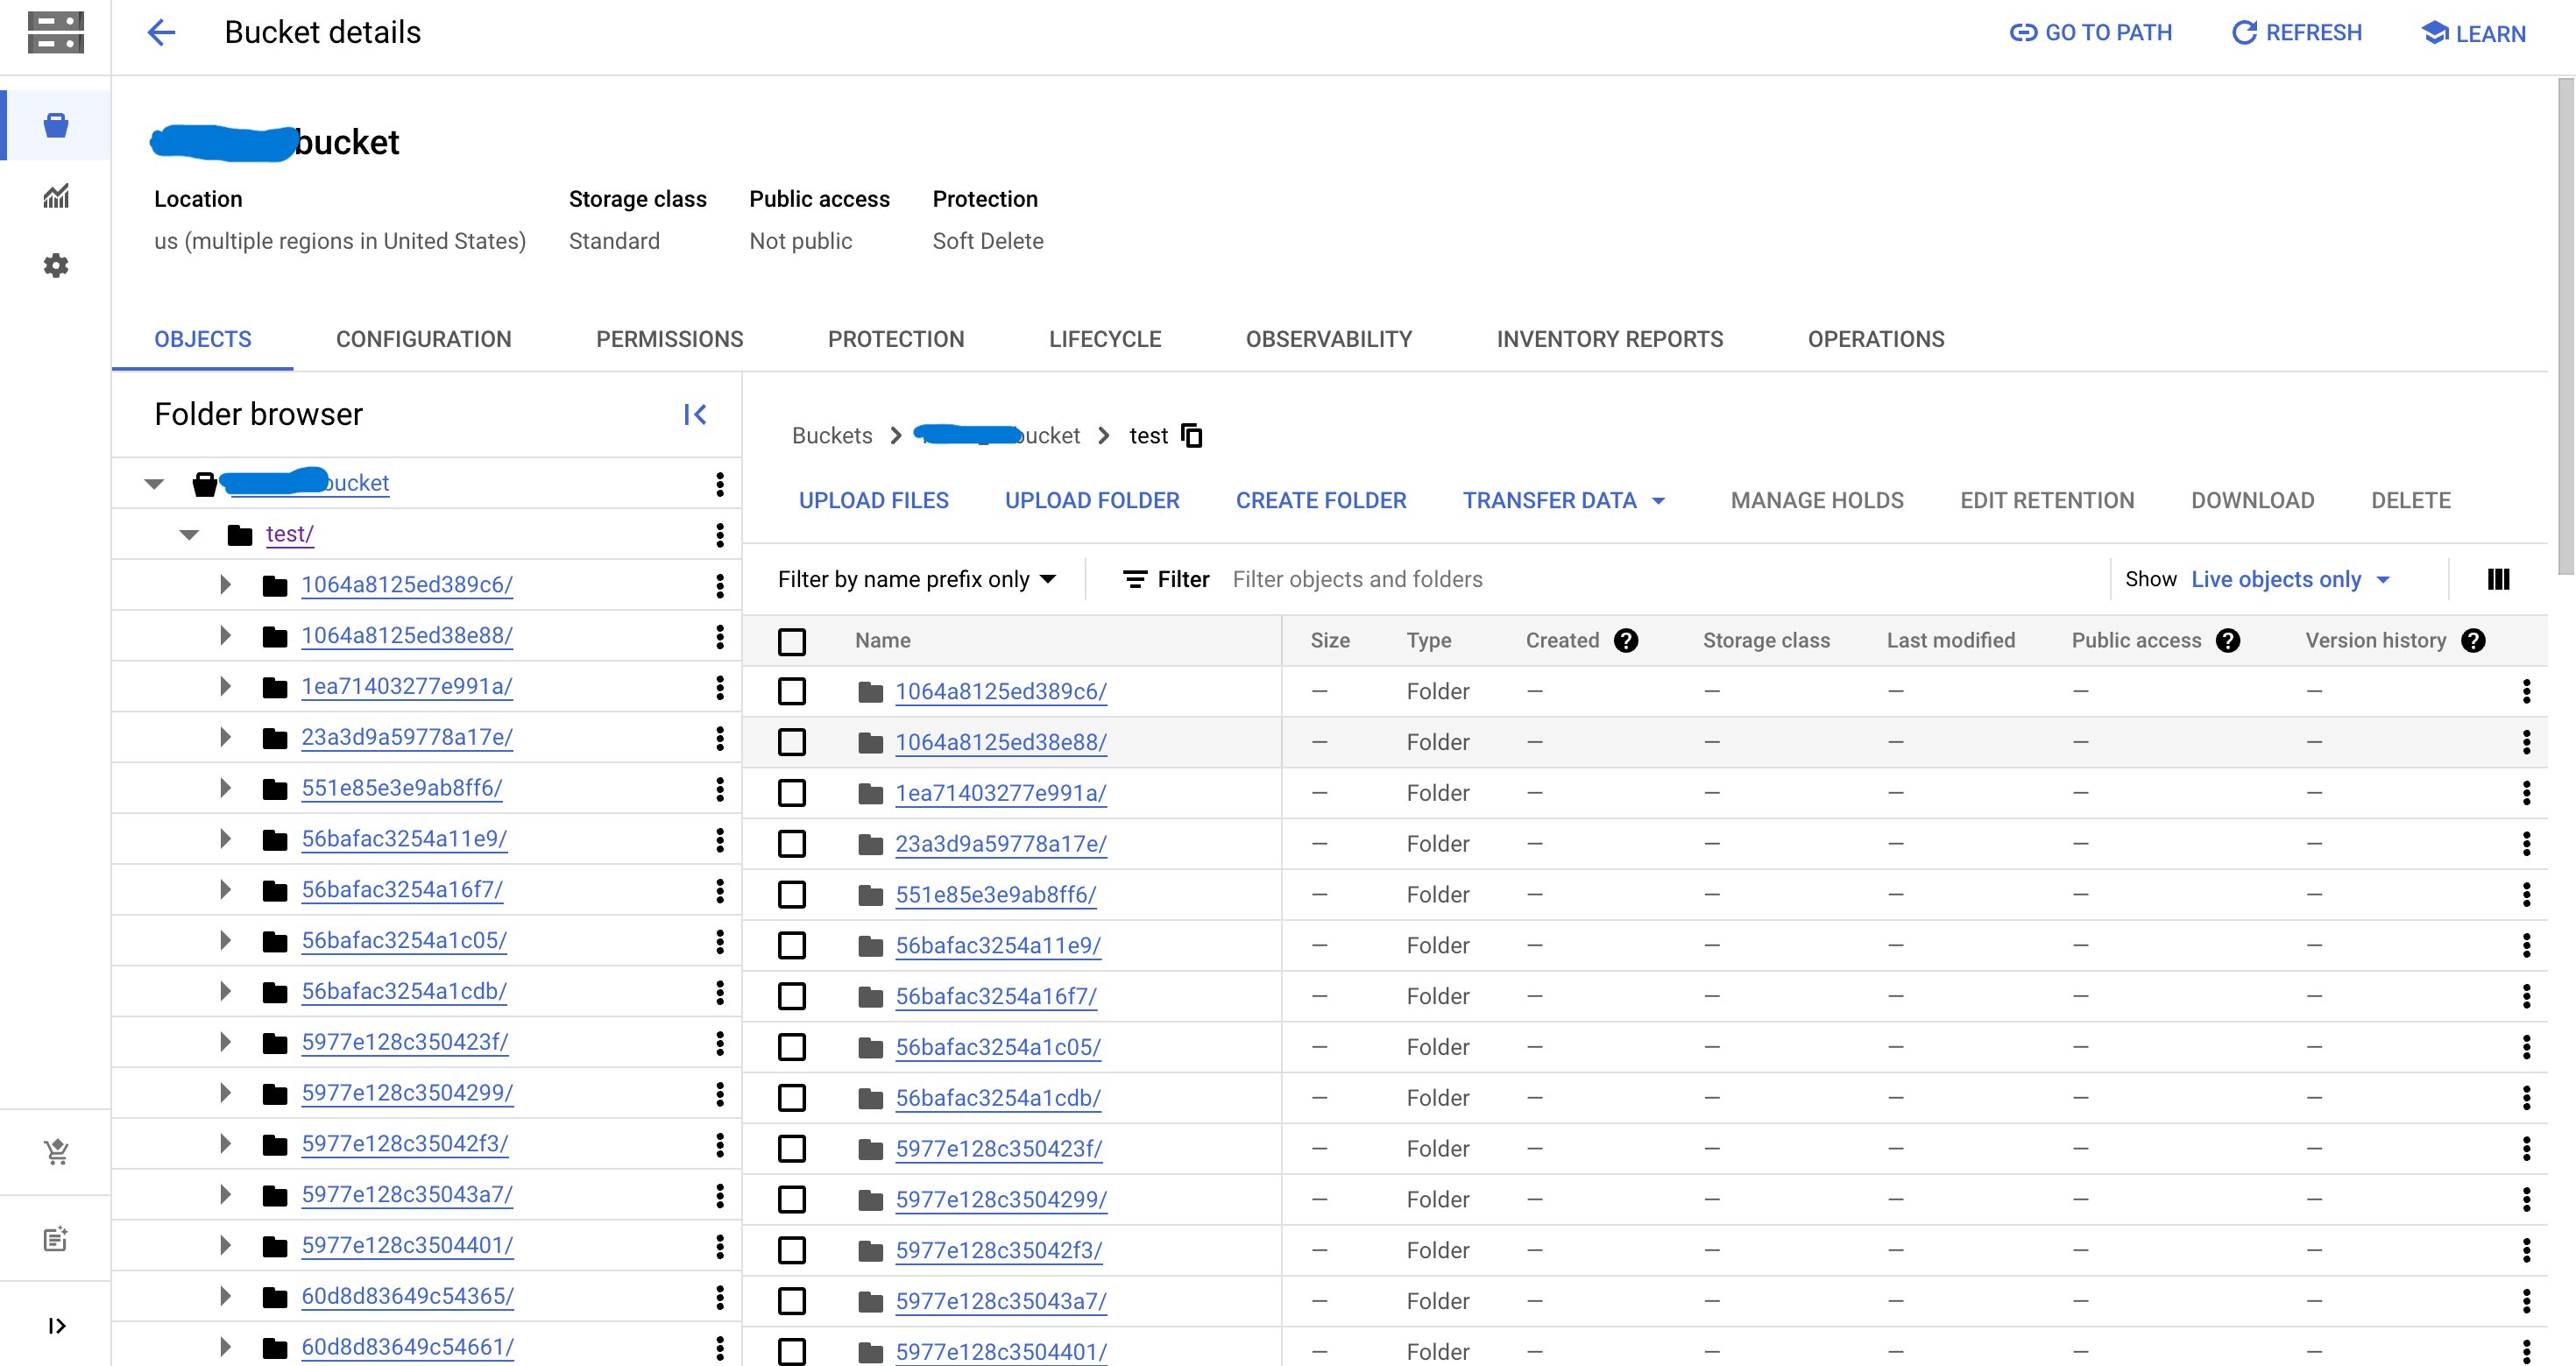 Bucket details
GO TO PATH
REFRESH
LEARN
bucket
Location
us (multiple regions in United States)
Storage class
Standard
Public access
Not public
Protection
Soft Delete
OBJECTS
CONFIGURATION
PERMISSIONS
PROTECTION
LIFECYCLE
OBSERVABILITY
INVENTORY REPORTS
OPERATIONS
Folder browser
bucket
test/
1064a8125ed389c6/
1064a8125ed38e88/
1ea71403277e991a/
23a3d9a59778a17e/
551e85e3e9ab8ff6/
56bafac3254a11e9/
56bafac3254a16f7/
56bafac3254a1c05/
56bafac3254a1cdb/
5977e128c350423f/
5977e128c3504299/
5977e128c35042f3/
5977e128c35043a7/
5977e128c3504401/
60d8d83649c54365/
60d8d83649c54661/
Buckets > bucket > test
UPLOAD FILES
UPLOAD FOLDER
CREATE FOLDER
TRANSFER DATA
MANAGE HOLDS
EDIT RETENTION
DOWNLOAD
DELETE
Filter by name prefix only
Filter
Filter objects and folders
Show
Live objects only
Name Size Type Created Storage class Last modified Public access Version history
1064a8125ed389c6/ — Folder — — — — —
1064a8125ed38e88/ — Folder — — — — —
1ea71403277e991a/ — Folder — — — — —
23a3d9a59778a17e/ — Folder — — — — —
551e85e3e9ab8ff6/ — Folder — — — — —
56bafac3254a11e9/ — Folder — — — — —
56bafac3254a16f7/ — Folder — — — — —
56bafac3254a1c05/ — Folder — — — — —
56bafac3254a1cdb/ — Folder — — — — —
5977e128c350423f/ — Folder — — — — —
5977e128c3504299/ — Folder — — — — —
5977e128c35042f3/ — Folder — — — — —
5977e128c35043a7/ — Folder — — — — —
5977e128c3504401/ — Folder — — — — —